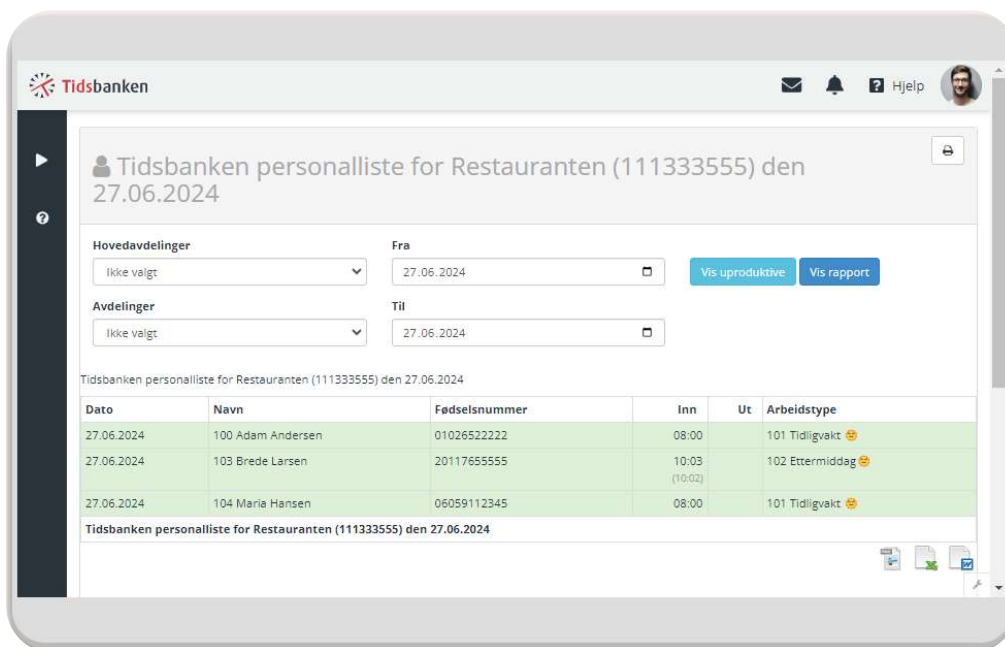 Tidsbanken
Hjelp
Tidsbanken personalliste for Restauranten (111333555) den
27.06.2024
Hovedavdelinger
Fra
Ikke valgt
27.06.2024
Vis uproduktive
Vis rapport
Avdelinger
Til
Ikke valgt
27.06.2024
Tidsbanken personalliste for Restauranten (111333555) den 27.06.2024
Dato Navn Fødselsnummer Inn Ut Arbeidstype
27.06.2024 100 Adam Andersen 01026522222 08:00 101 Tidligvakt
27.06.2024 103 Brede Larsen 20117655555 10:03 102 Ettermiddag
(10:02)
27.06.2024 104 Maria Hansen 06059112345 08:00 101 Tidligvakt
Tidsbanken personalliste for Restauranten (111333555) den 27.06.2024